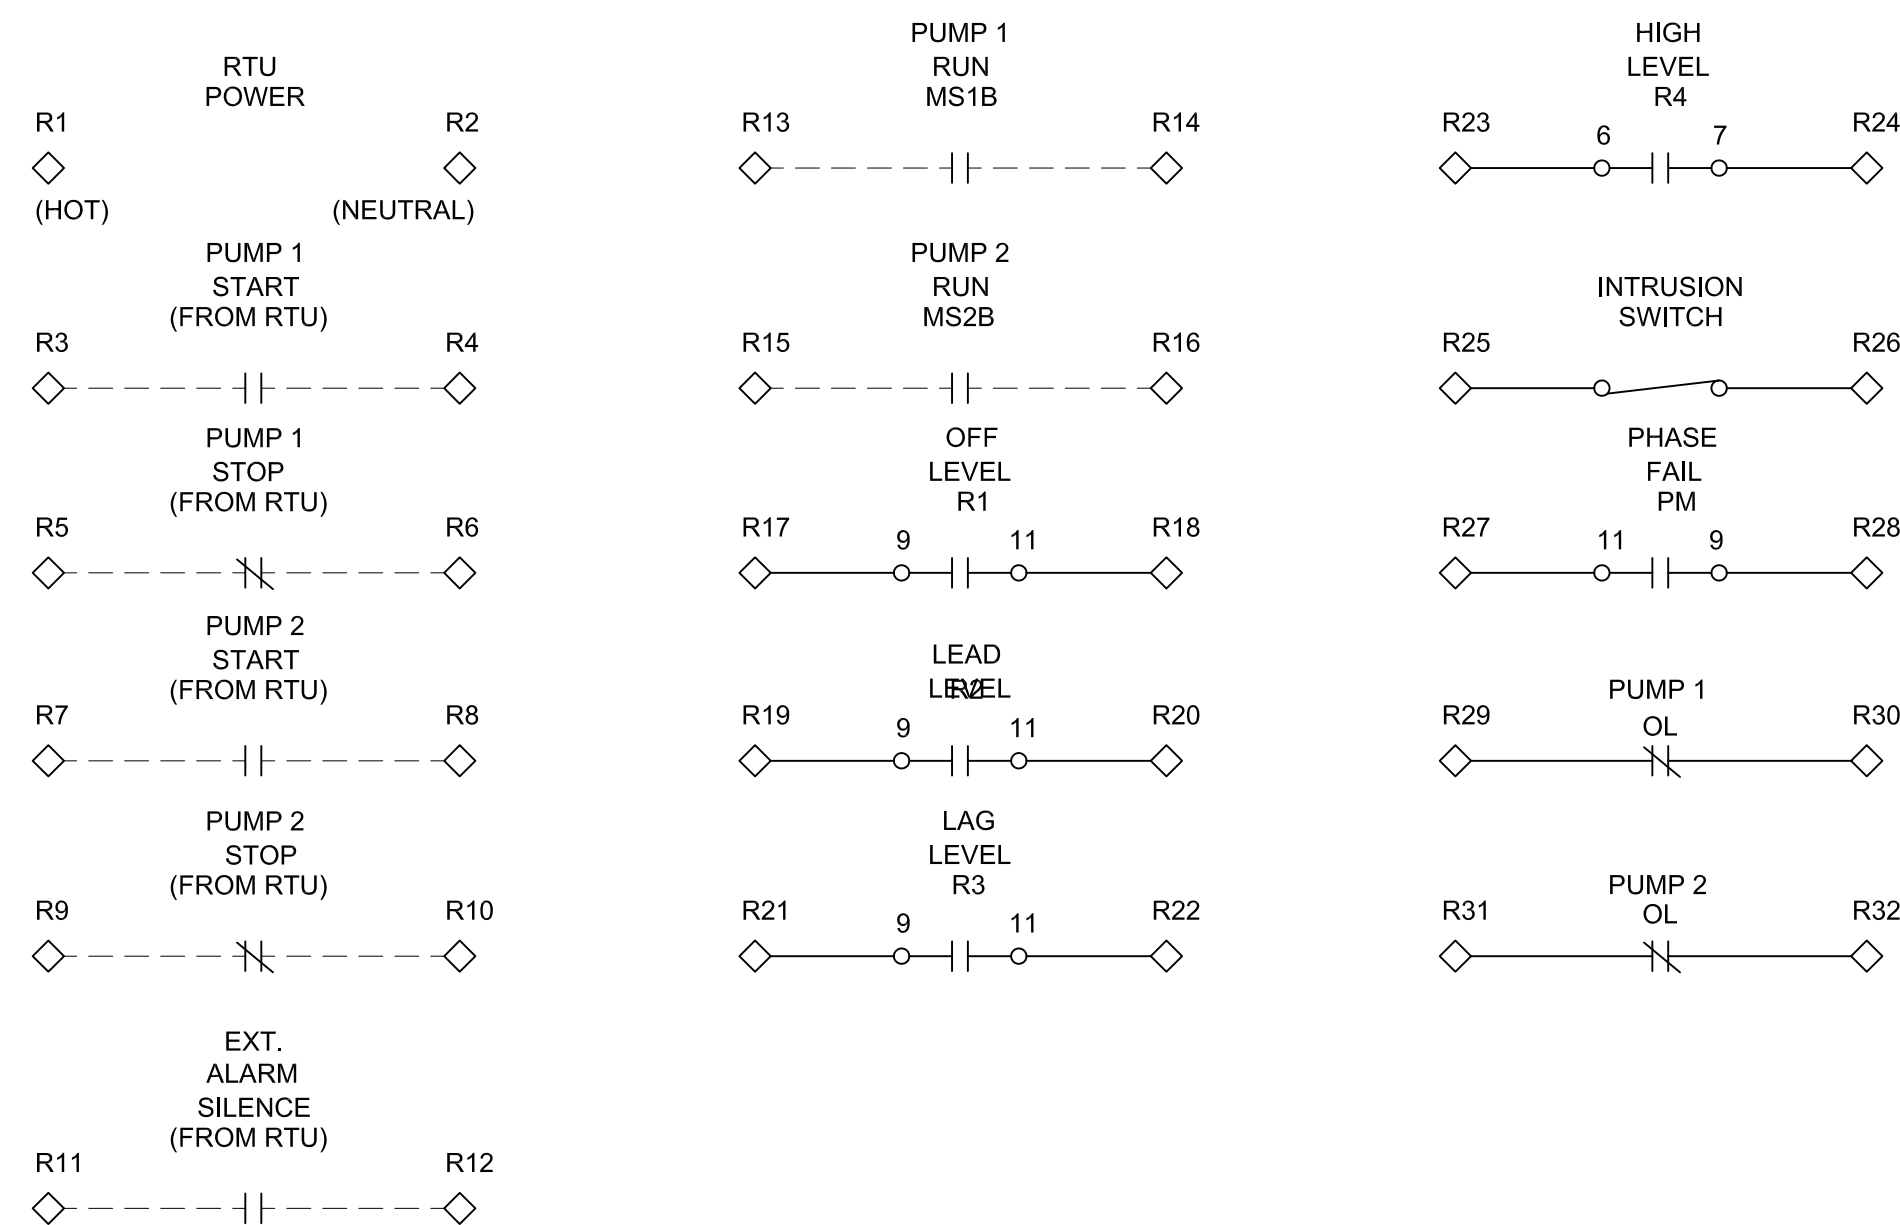 RTU
POWER
R1
R2
(HOT)
(NEUTRAL)
PUMP 1
START
(FROM RTU)
R3
R4
PUMP 1
STOP
(FROM RTU)
R5
R6
PUMP 2
START
(FROM RTU)
R7
R8
PUMP 2
STOP
(FROM RTU)
R9
R10
EXT.
ALARM
SILENCE
(FROM RTU)
R11
R12
PUMP 1
RUN
MS1B
R13
R14
PUMP 2
RUN
MS2B
R15
R16
OFF
LEVEL
R1
R17
9
11
R18
LEAD
LEVEL
R2
R19
9
11
R20
LAG
LEVEL
R3
R21
9
11
R22
HIGH
LEVEL
R4
R23
6
7
R24
INTRUSION
SWITCH
R25
R26
PHASE
FAIL
PM
R27
11
9
R28
PUMP 1
OL
R29
R30
PUMP 2
OL
R31
R32